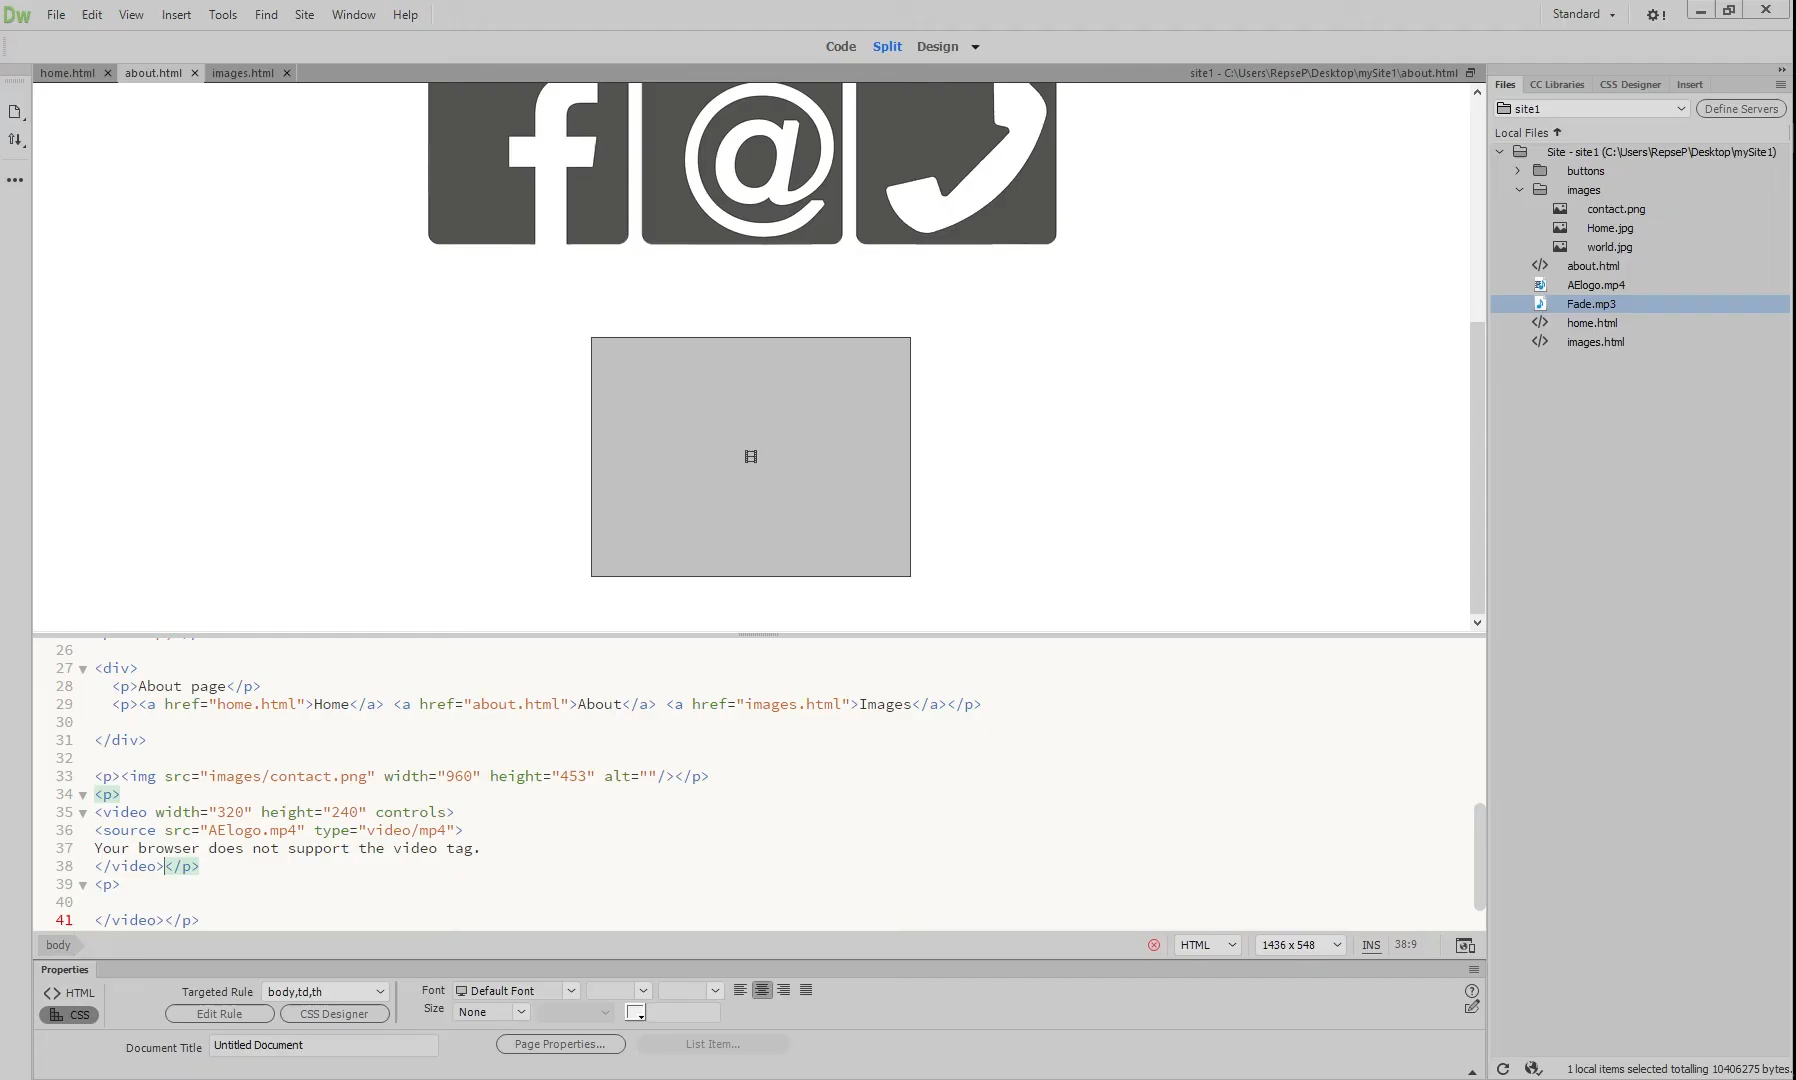 Dw File Edit View Insert Tools Find Site Window Help Standard
Code Split Design
home.html about.html images.html site1 - C:\Users\RepseP\Desktop\mySite1\about.html
Files CC Libraries CSS Designer Insert
site1 Define Servers
Local Files
Site - site1 (C:\Users\RepseP\Desktop\mySite1)
buttons
images
contact.png
Home.jpg
world.jpg
about.html
AElogo.mp4
Fade.mp3
home.html
images.html
26
27 <div>
28 <p>About page</p>
29 <p><a href="home.html">Home</a> <a href="about.html">About</a> <a href="images.html">Images</a></p>
30
31 </div>
32
33 <p><img src="images/contact.png" width="960" height="453" alt=""/></p>
34 <p>
35 <video width="320" height="240" controls>
36 <source src="AElogo.mp4" type="video/mp4">
37 Your browser does not support the video tag.
38 </video></p>
39 <p>
40
41 </video></p>
body HTML 1436 x 548 INS 38:9
Properties
HTML Targeted Rule body,td,th Font Default Font
CSS Edit Rule CSS Designer Size None
Document Title Untitled Document Page Properties... List Item...
1 local items selected totalling 10406275 bytes.